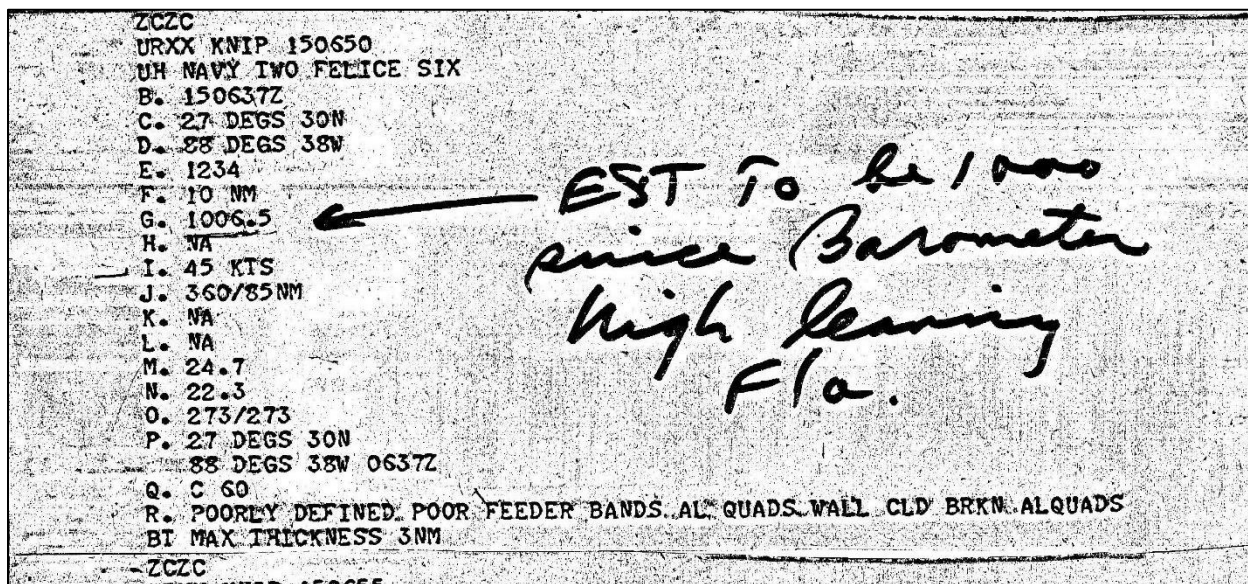 ZCZC
URXX KNIP 150650
UH NAVY TWO FELICE SIX
B. 150637Z
C. 27 DEGS 30N
D. 88 DEGS 38W
E. 1234
F. 10 NM
G. 1006.5
H. NA
I. 45 KTS
J. 360/85NM
K. NA
L. NA
M. 24.7
N. 22.3
O. 273/273
P. 27 DEGS 30N
88 DEGS 38W 0637Z
Q. C 60
R. POORLY DEFINED POOR FEEDER BANDS AL QUADS WALL CLD BRKN ALQUADS
BT MAX THICKNESS 3NM
ZCZC
EST To be 1000
since Barometer
high leaving
Fla.